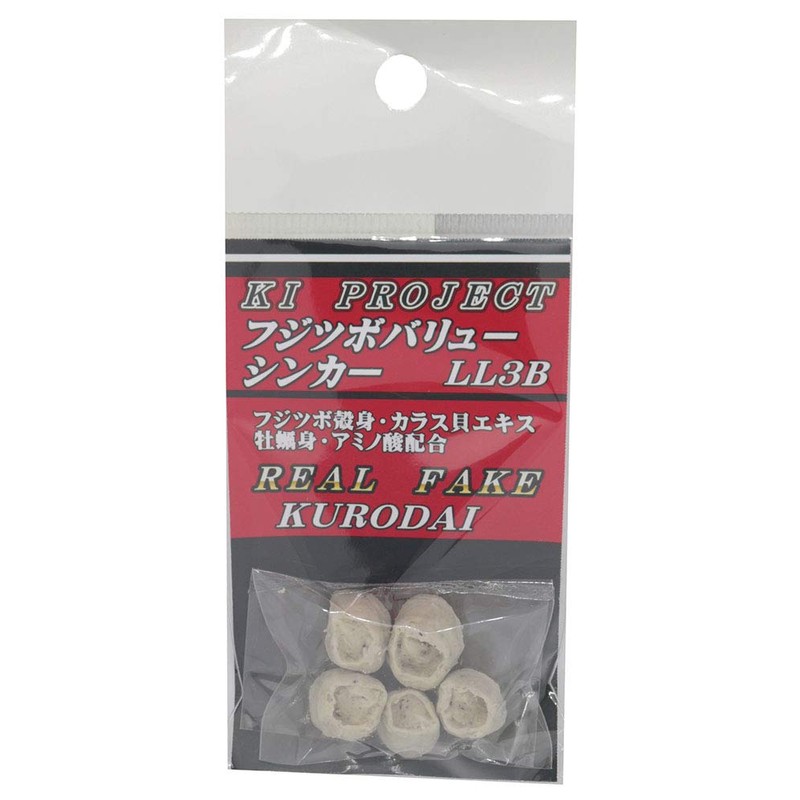 KI PROJECT
フジツボバリュー
シンカー LL3B
フジツボ殻身・カラス貝エキス
牡蠣身・アミノ酸配合
REAL FAKE
KURODAI